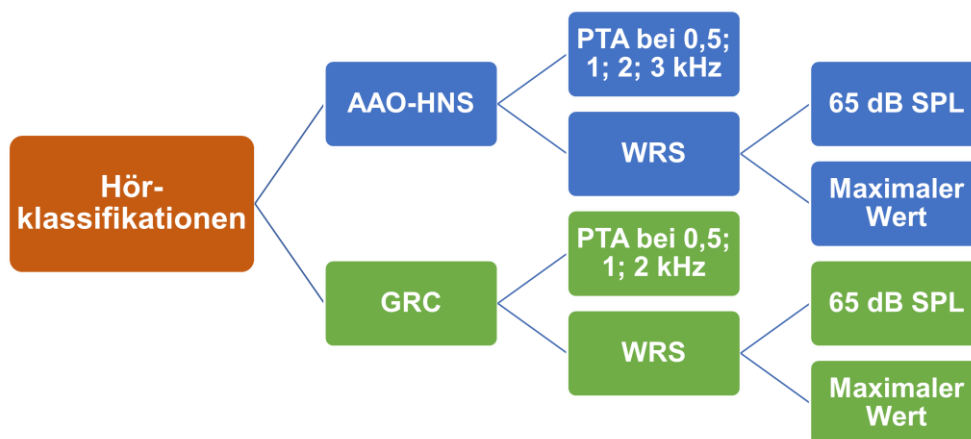 Hör-
klassifikationen
AAO-HNS
PTA bei 0,5;
1; 2; 3 kHz
WRS
65 dB SPL
Maximaler
Wert
GRC
PTA bei 0,5;
1; 2 kHz
WRS
65 dB SPL
Maximaler
Wert